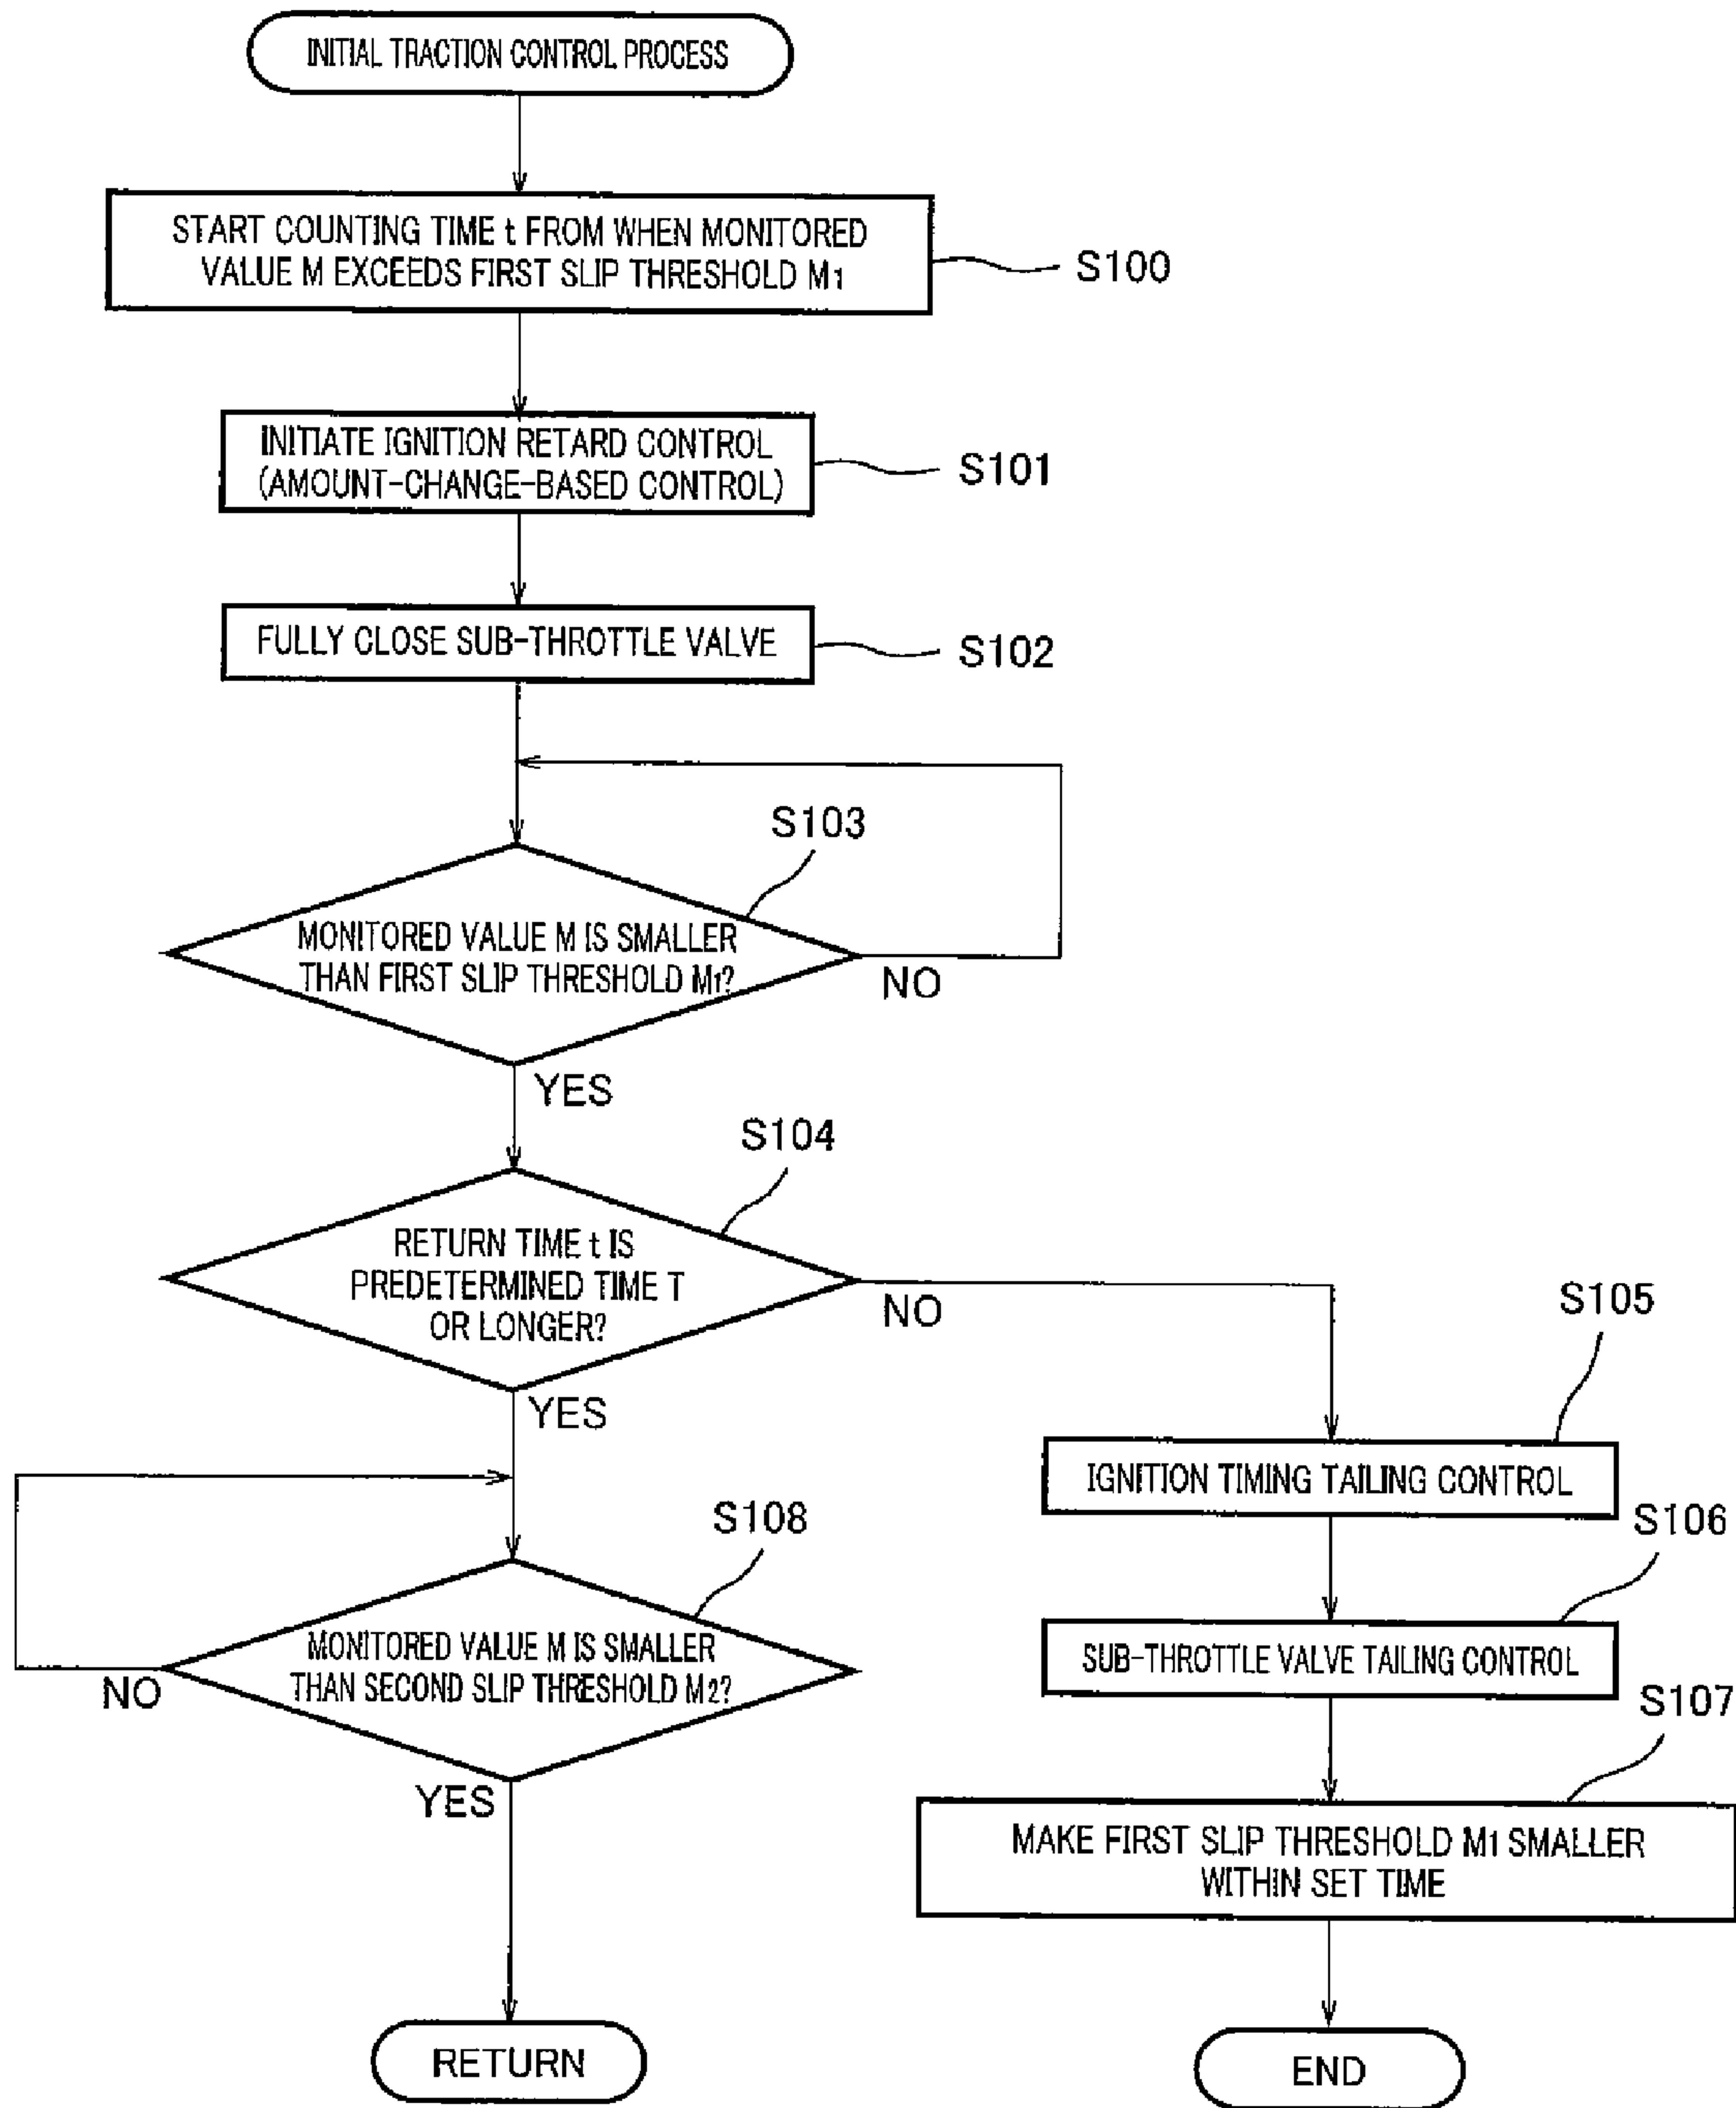 INITIAL TRACTION CONTROL PROCESS
START COUNTING TIME t FROM WHEN MONITORED
VALUE M EXCEEDS FIRST SLIP THRESHOLD M1
S100
INITIATE IGNITION RETARD CONTROL
(AMOUNT-CHANGE-BASED CONTROL)
S101
FULLY CLOSE SUB-THROTTLE VALVE
S102
S103
MONITORED VALUE M IS SMALLER
THAN FIRST SLIP THRESHOLD M1?
NO
YES
S104
RETURN TIME t IS
PREDETERMINED TIME T
OR LONGER?
NO
YES
S105
IGNITION TIMING TAILING CONTROL
S106
SUB-THROTTLE VALVE TAILING CONTROL
S107
MAKE FIRST SLIP THRESHOLD M1 SMALLER
WITHIN SET TIME
END
S108
MONITORED VALUE M IS SMALLER
THAN SECOND SLIP THRESHOLD M2?
NO
YES
RETURN